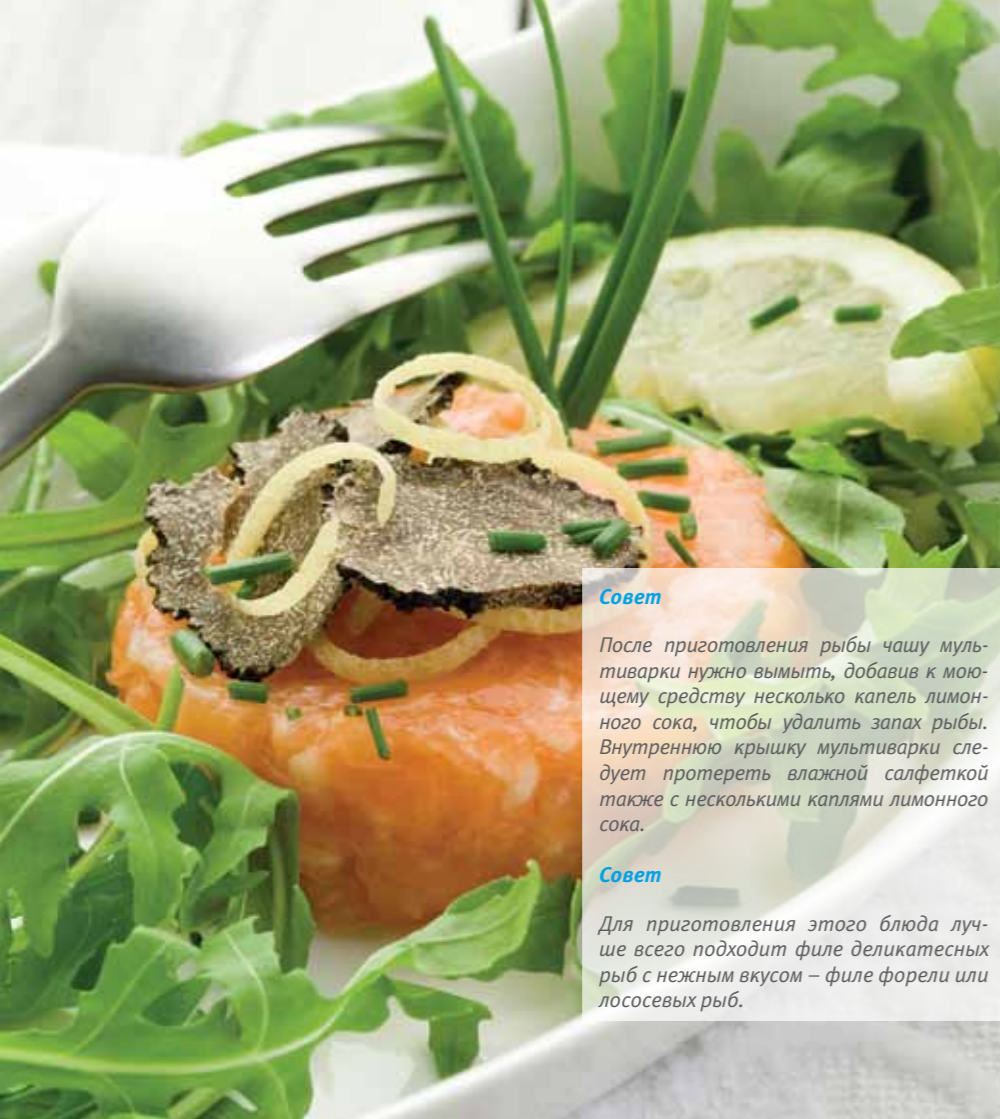 Совет
После приготовления рыбы чашу муль-
тиварки нужно вымыть, добавив к мою-
щему средству несколько капель лимон-
ного сока, чтобы удалить запах рыбы.
Внутреннюю крышку мультиварки сле-
дует протереть влажной салфеткой
также с несколькими каплями лимонного
сока.
Совет
Для приготовления этого блюда луч-
ше всего подходит филе деликатесных
рыб с нежным вкусом – филе форели или
лососевых рыб.